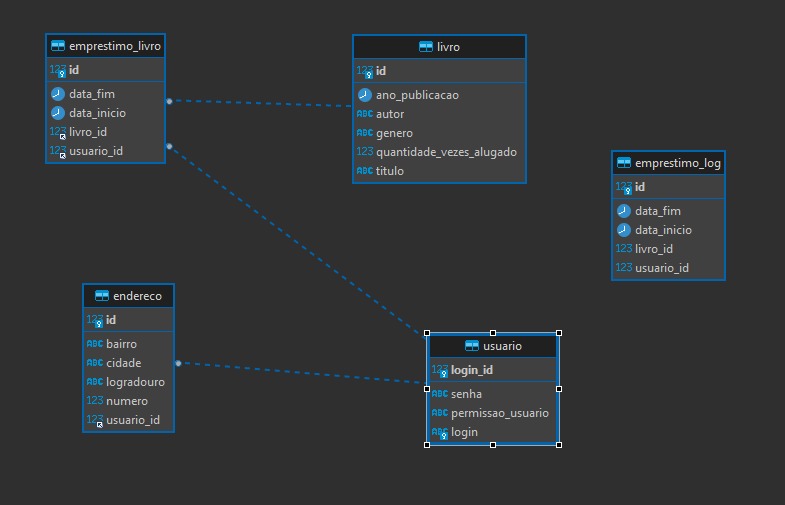 emprestimo_livro
123 id
data_fim
data_inicio
123 livro_id
123 usuario_id
livro
123 id
ano_publicacao
ABC autor
ABC genero
123 quantidade_vezes_alugado
ABC titulo
emprestimo_log
123 id
data_fim
data_inicio
123 livro_id
123 usuario_id
endereco
123 id
ABC bairro
ABC cidade
ABC logradouro
123 numero
123 usuario_id
usuario
123 login_id
ABC senha
ABC permissao_usuario
ABC login